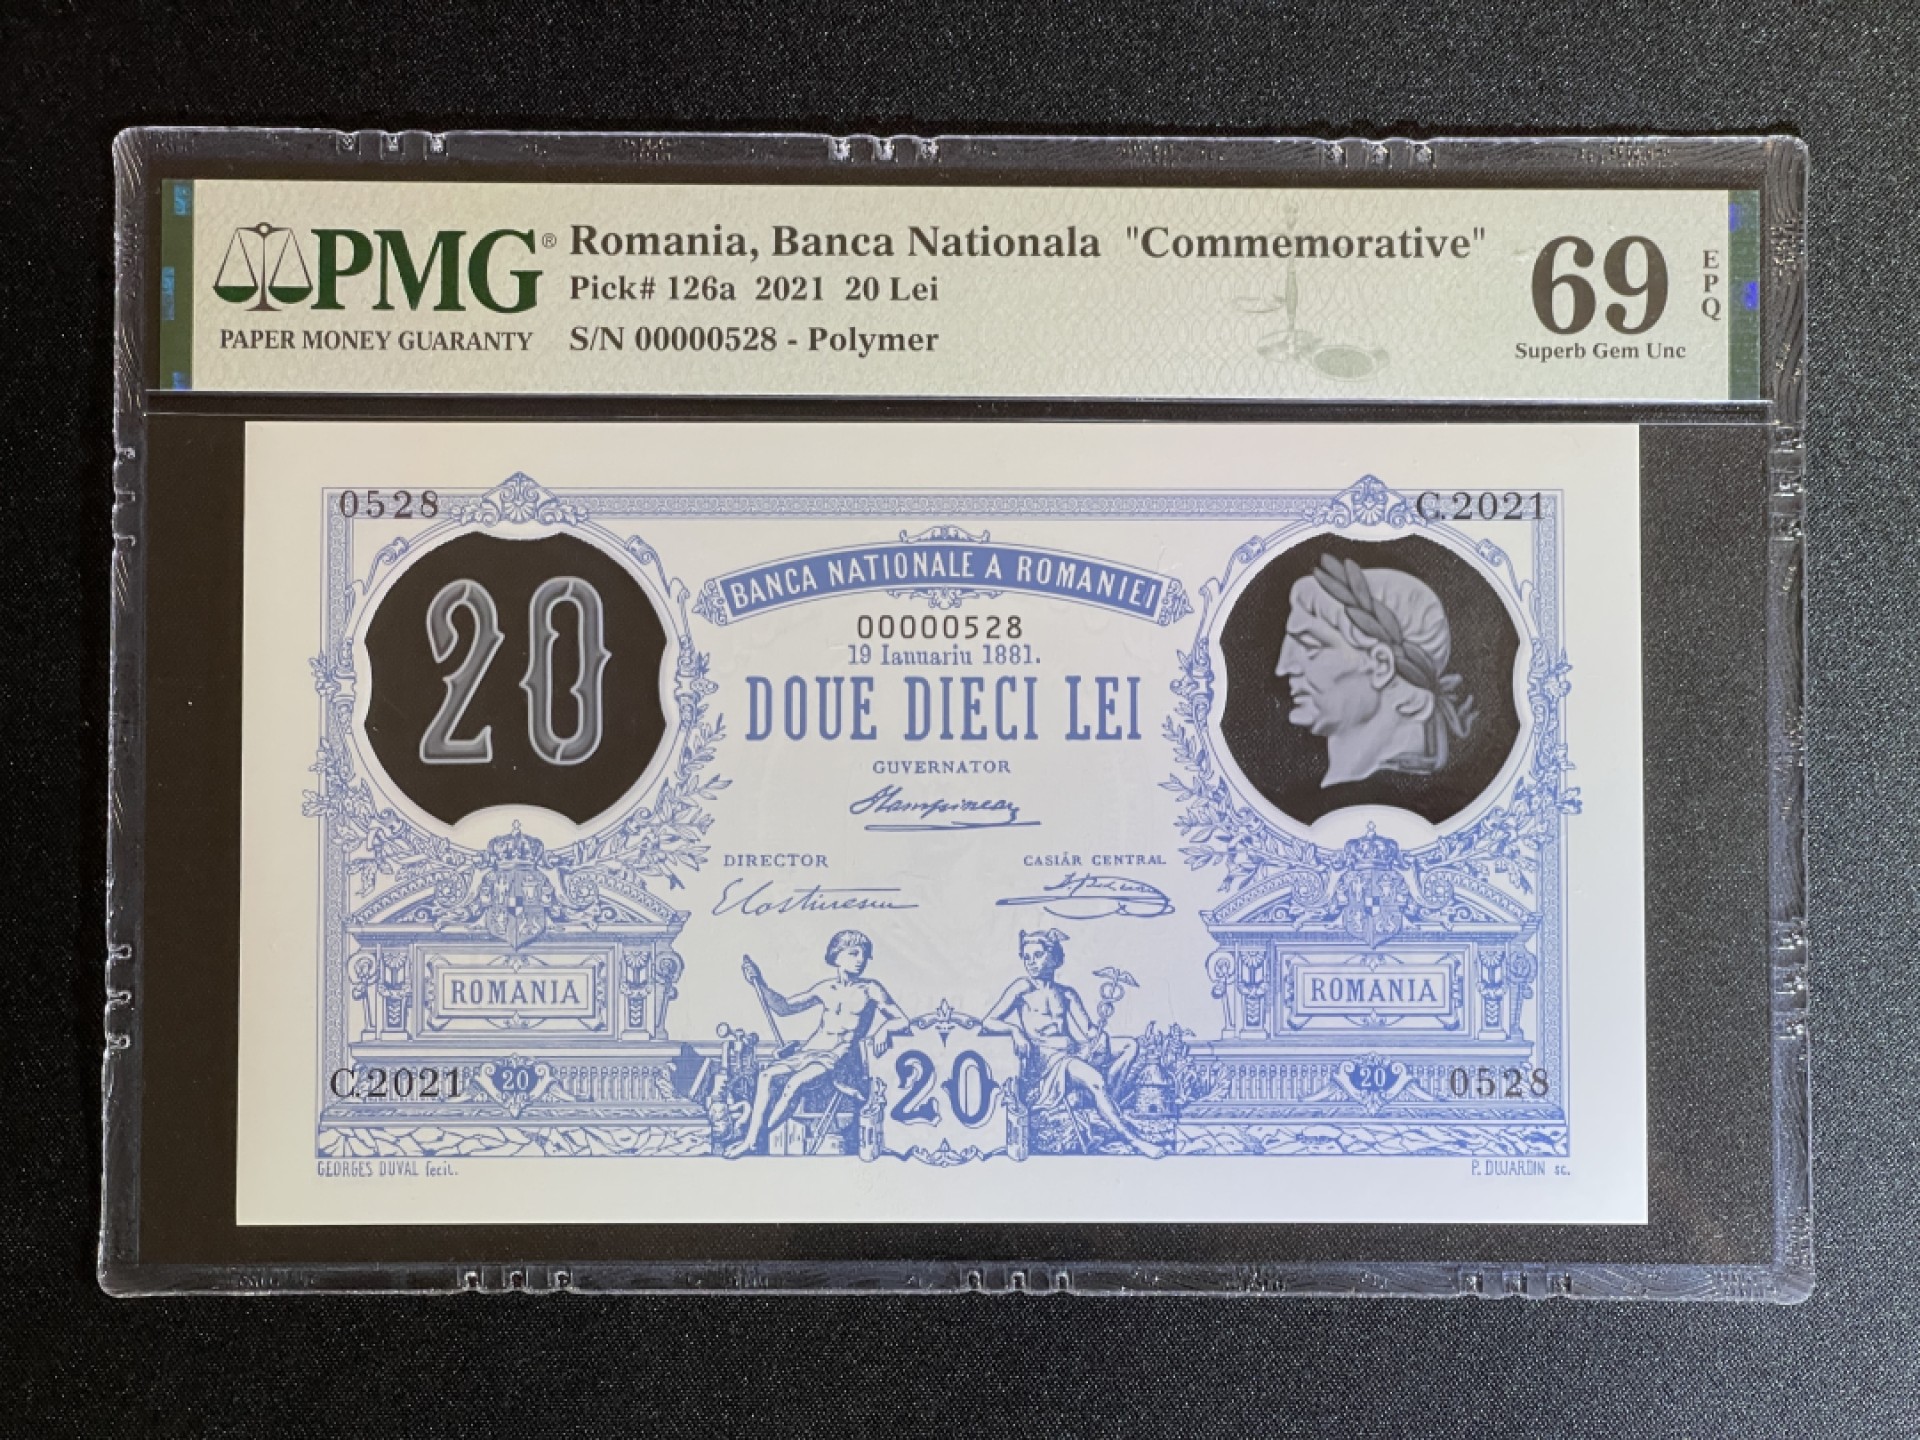 PMG®
PAPER MONEY GUARANTY
Romania, Banca Nationala "Commemorative"
Pick# 126a 2021 20 Lei
S/N 00000528 - Polymer
69
EPQ
Superb Gem Unc
0528
C.2021
20
BANCA NATIONALE A ROMANIEI
00000528
19 Ianuariu 1881.
DOUE DIECI LEI
GUVERNATOR
DIRECTOR
CASIĂR CENTRAL
ROMANIA
ROMANIA
C.2021
20
20
20
0528
GEORGES DUVAL fecit.
P. DUJARDIN sc.